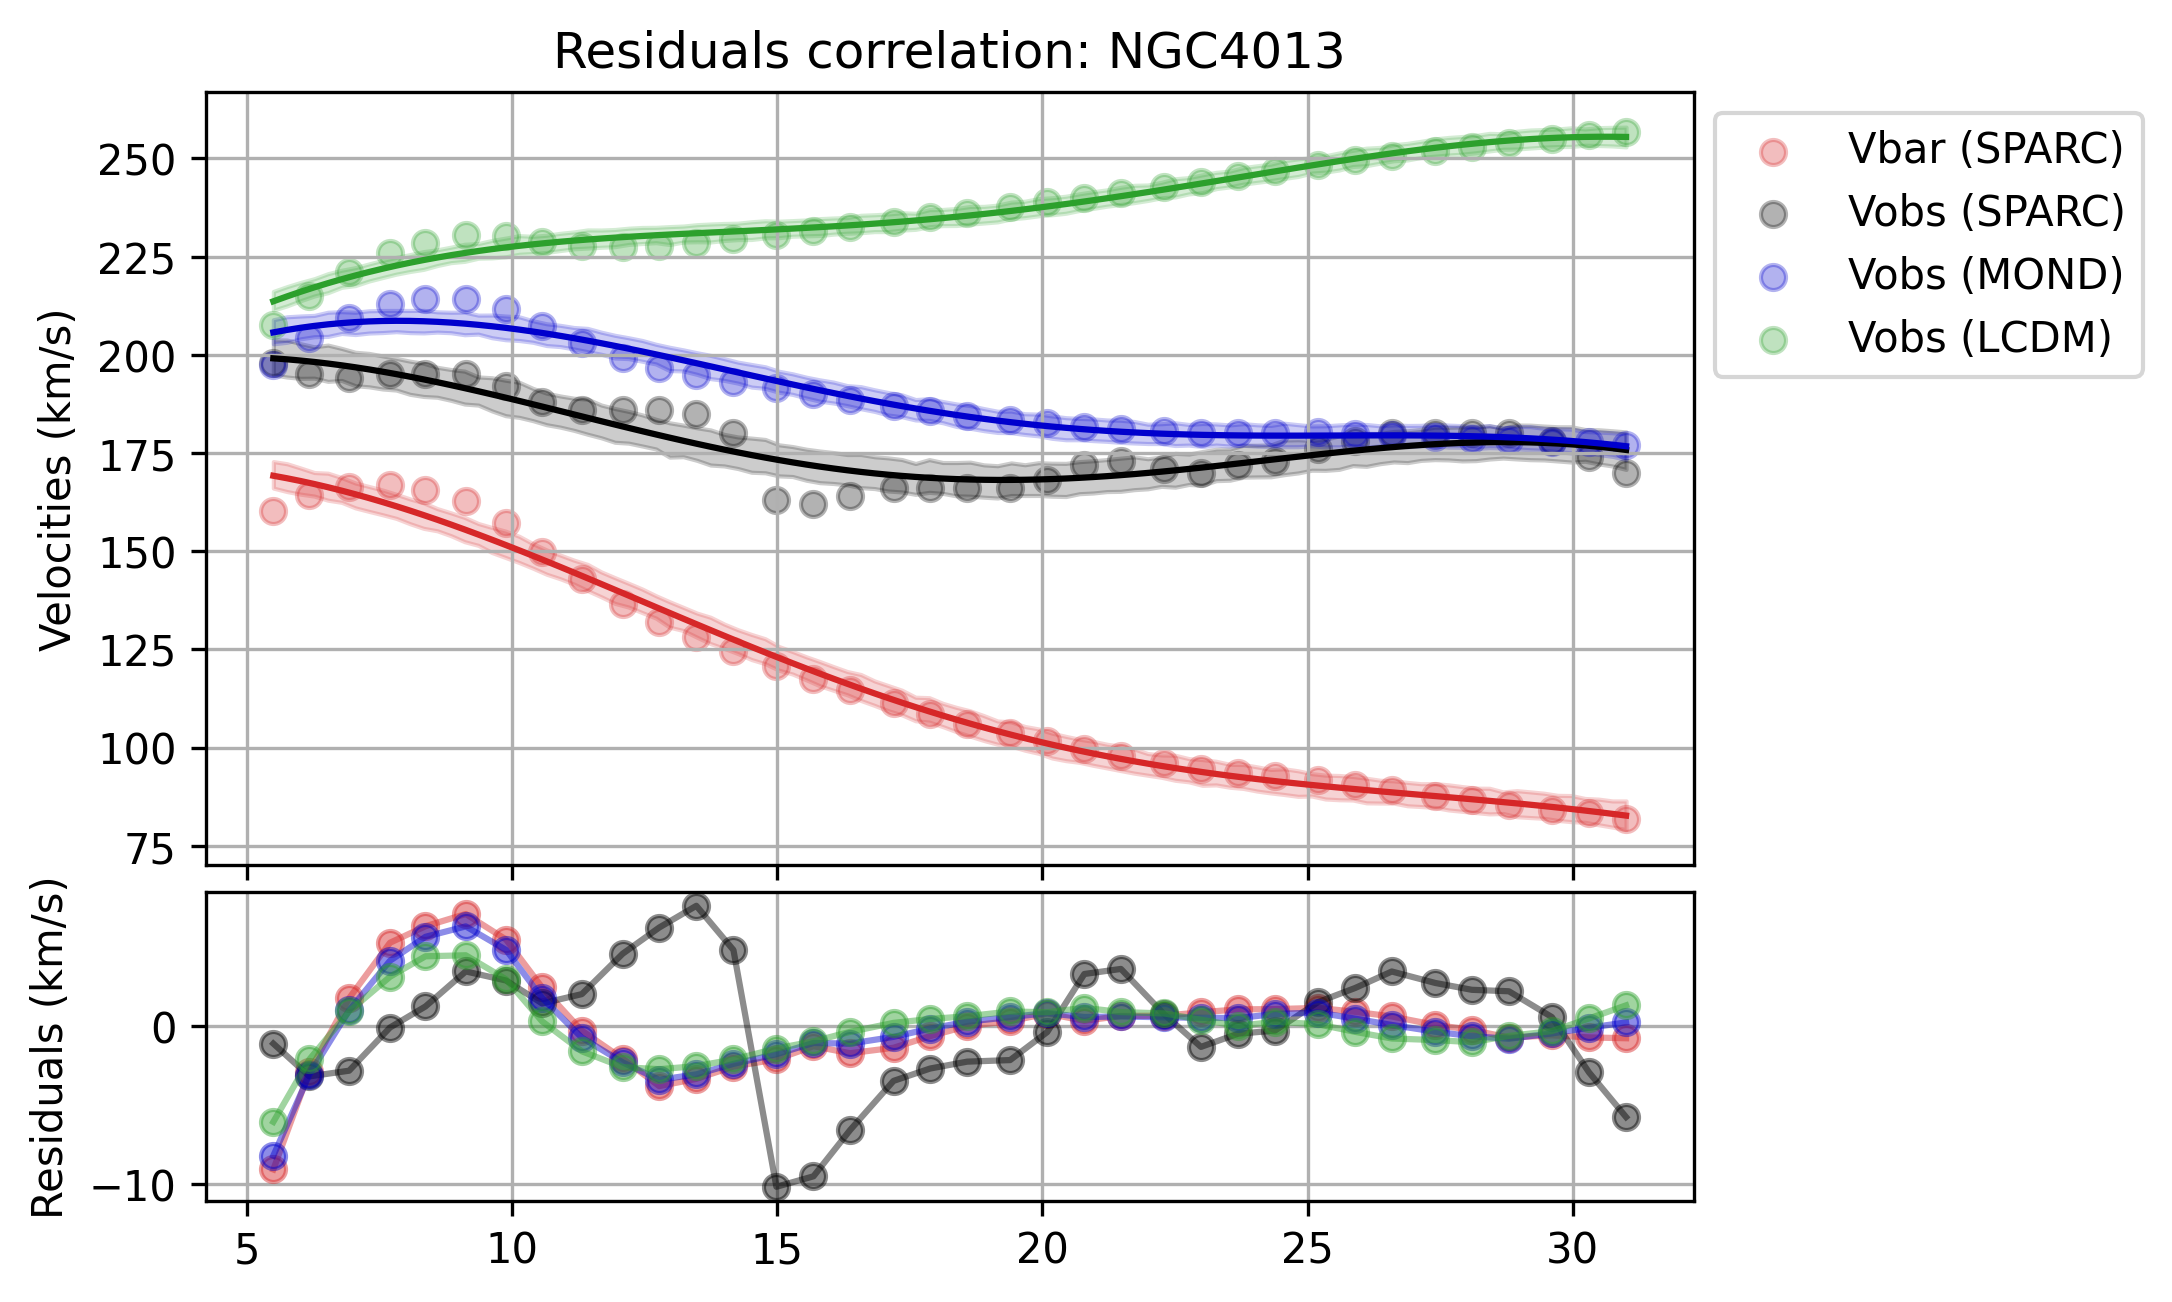 Residuals correlation: NGC4013
Velocities (km/s)
250
225
200
175
150
125
100
75
Vbar (SPARC)
Vobs (SPARC)
Vobs (MOND)
Vobs (LCDM)
Residuals (km/s)
0
−10
5 10 15 20 25 30